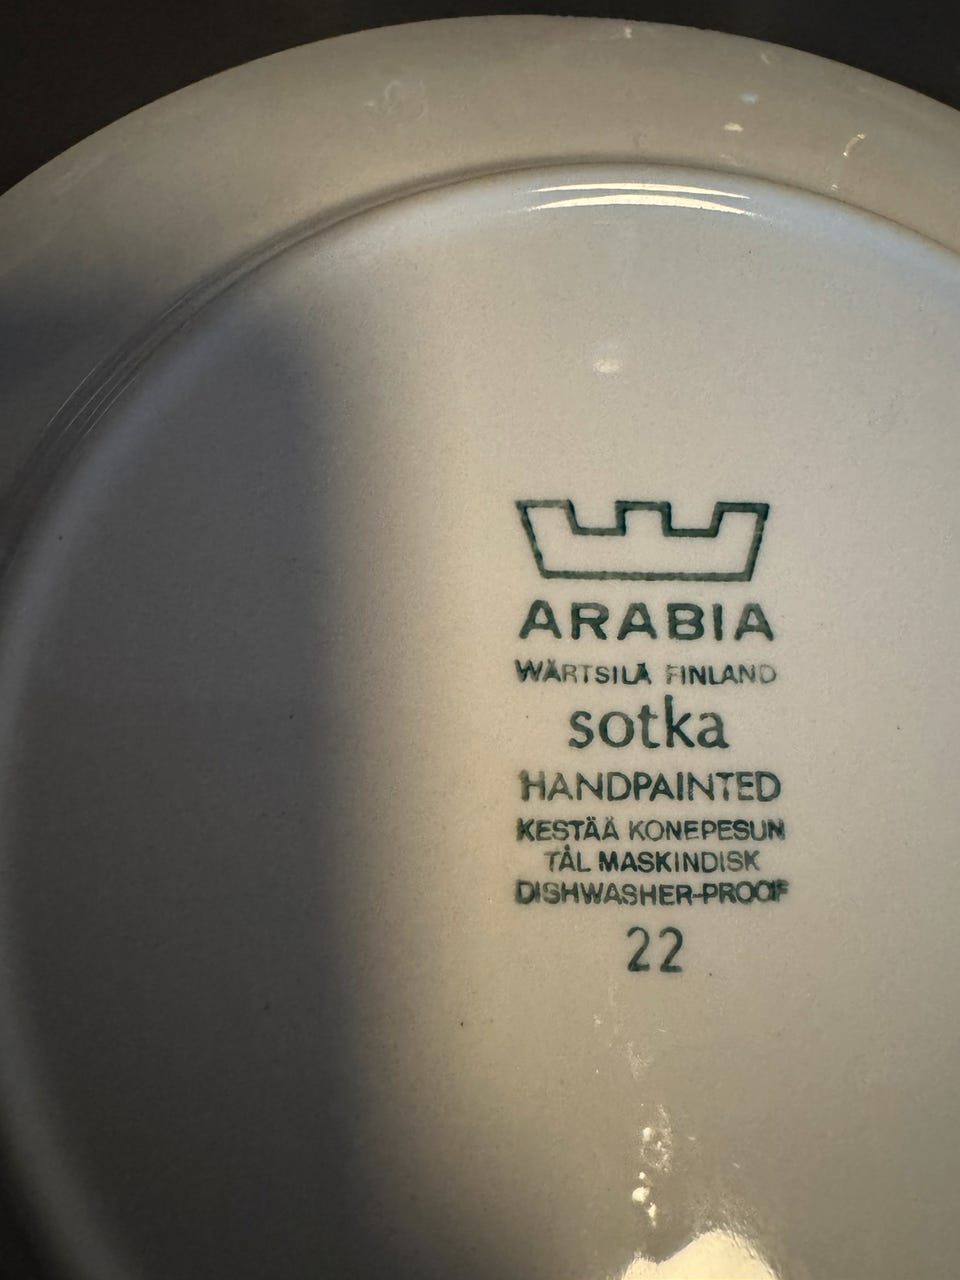 ARABIA
WÄRTSILÄ FINLAND
sotka
HANDPAINTED
KESTÄÄ KONEPESUN
TÅL MASKINDISK
DISHWASHER-PROOF
22